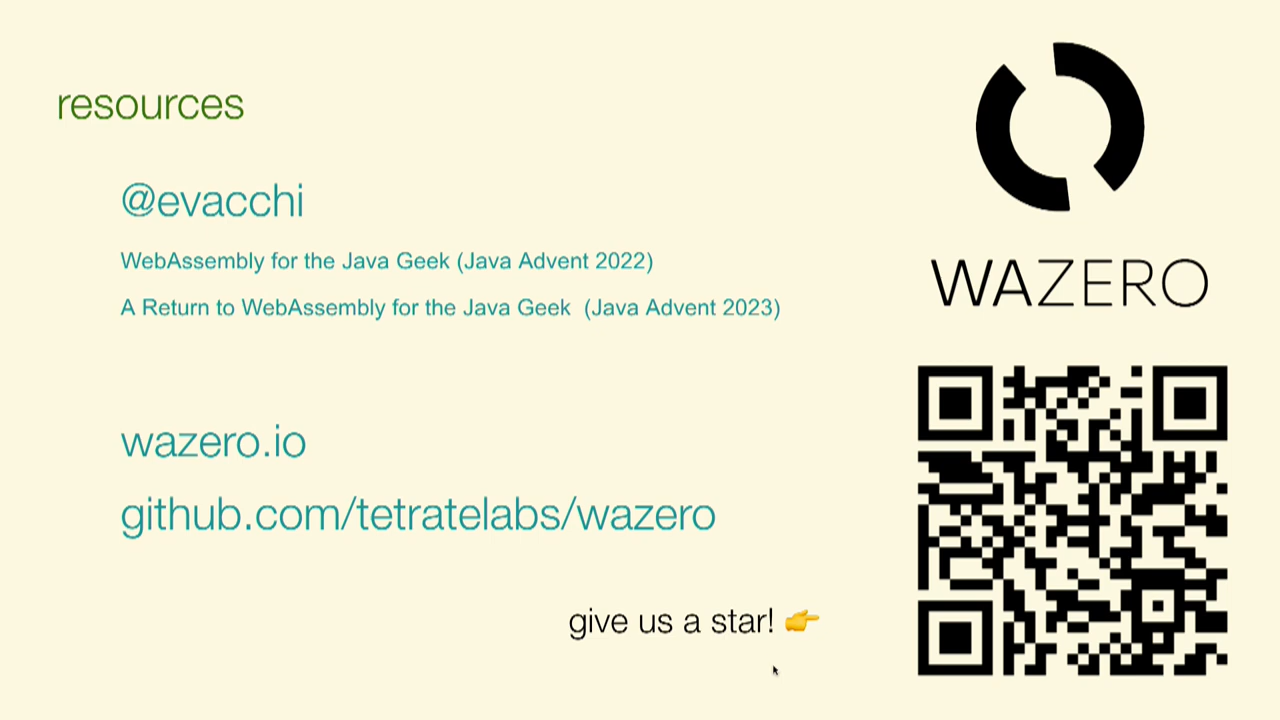 resources
@evacchi
WebAssembly for the Java Geek (Java Advent 2022)
A Return to WebAssembly for the Java Geek (Java Advent 2023)
wazero.io
github.com/tetratelabs/wazero
give us a star! 👉
WAZERO